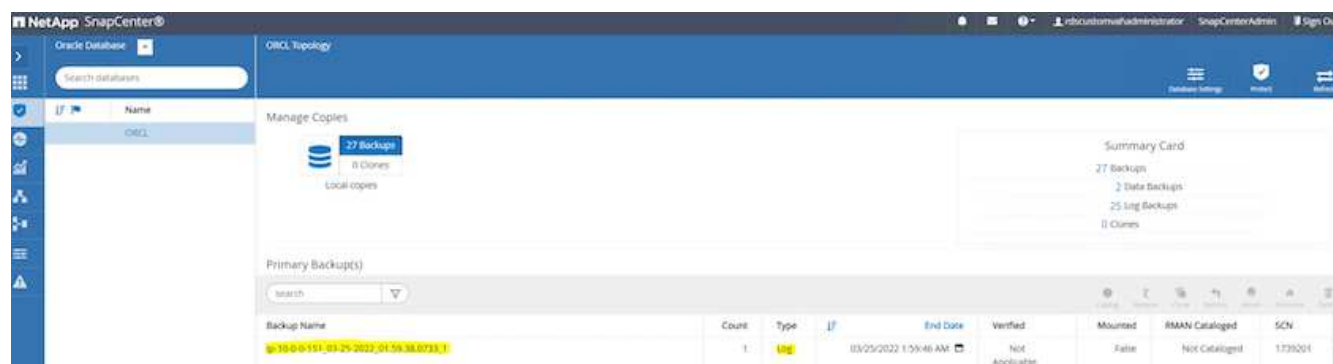 NetApp SnapCenter®
rdscustomval\administrator SnapCenterAdmin Sign Ou
Oracle Database
ORCL Topology
Search databases
Database Settings Protect Refresh
Name
ORCL
Manage Copies
27 Backups
0 Clones
Local copies
Summary Card
27 Backups
2 Data Backups
25 Log Backups
0 Clones
Primary Backup(s)
search
Backup Name Count Type End Date Verified Mounted RMAN Cataloged SCN
ip-10-0-0-151_03-25-2022_01.59.38.0733_1 1 Log 03/25/2022 1:59:46 AM Not Applicable False Not Cataloged 1739201